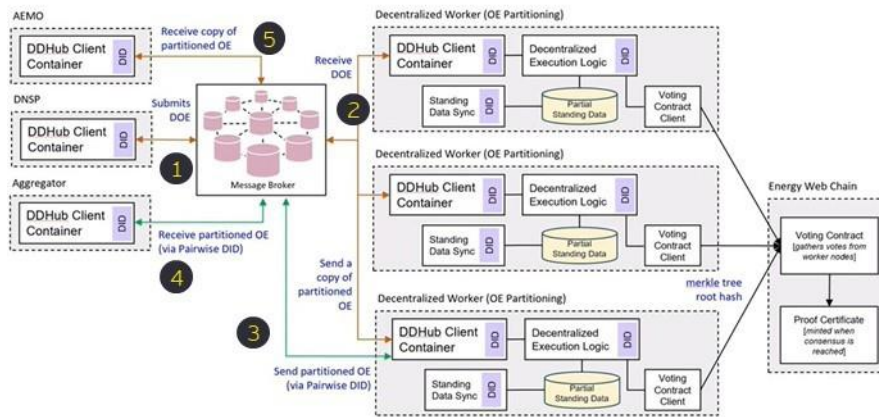 AEMO
DDHub Client
Container
DID
Receive copy of
partitioned OE
5
DNSP
DDHub Client
Container
DID
Submits
DOE
1
Aggregator
DDHub Client
Container
DID
Receive partitioned OE
(via Pairwise DID)
4
Message Broker
2
Receive
DOE
Send a
copy of
partitioned
OE
3
Send partitioned OE
(via Pairwise DID)
Decentralized Worker (OE Partitioning)
DDHub Client
Container
DID
Decentralized
Execution Logic
DID
Standing
Data Sync
DID
Partial
Standing Data
Voting
Contract
Client
Decentralized Worker (OE Partitioning)
DDHub Client
Container
DID
Decentralized
Execution Logic
DID
Standing
Data Sync
DID
Partial
Standing Data
Voting
Contract
Client
Decentralized Worker (OE Partitioning)
DDHub Client
Container
DID
Decentralized
Execution Logic
DID
Standing
Data Sync
DID
Partial
Standing Data
Voting
Contract
Client
merkle tree
root hash
Energy Web Chain
Voting Contract
[gathers votes from
worker nodes]
Proof Certificate
[minted when
consensus is
reached]